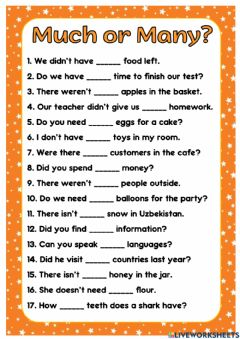 Much or Many?
1. We didn't have ______ food left.
2. Do we have ______ time to finish our test?
3. There weren't ______ apples in the basket.
4. Our teacher didn't give us ______ homework.
5. Do you need ______ eggs for a cake?
6. I don't have ______ toys in my room.
7. Were there ______ customers in the cafe?
8. Did you spend ______ money?
9. There weren't ______ people outside.
10. Do we need ______ balloons for the party?
11. There isn't ______ snow in Uzbekistan.
12. Did you find ______ information?
13. Can you speak ______ languages?
14. Did he visit ______ countries last year?
15. There isn't ______ honey in the jar.
16. She doesn't need ______ flour.
17. How ______ teeth does a shark have?
LIVEWORKSHEETS